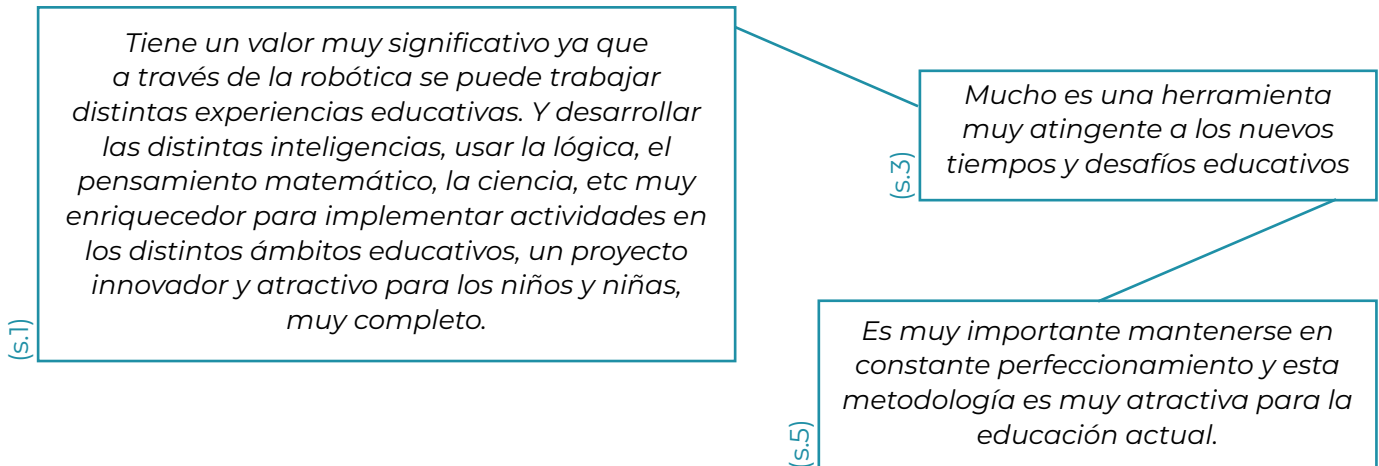 Tiene un valor muy significativo ya que
a través de la robótica se puede trabajar
distintas experiencias educativas. Y desarrollar
las distintas inteligencias, usar la lógica, el
pensamiento matemático, la ciencia, etc muy
enriquecedor para implementar actividades en
los distintos ámbitos educativos, un proyecto
innovador y atractivo para los niños y niñas,
muy completo.
(s.1)
Mucho es una herramienta
muy atingente a los nuevos
tiempos y desafíos educativos
(s.3)
Es muy importante mantenerse en
constante perfeccionamiento y esta
metodología es muy atractiva para la
educación actual.
(s.5)